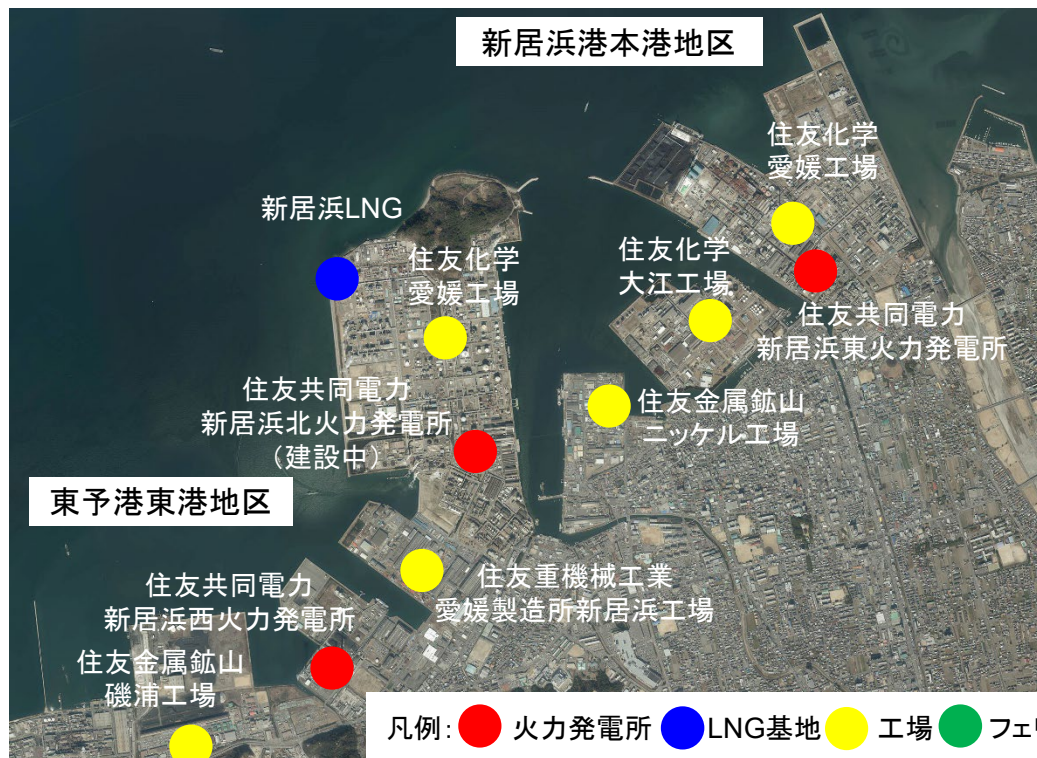 新居浜港本港地区
住友化学
愛媛工場
新居浜LNG
住友化学
愛媛工場
住友化学
大江工場
住友共同電力
新居浜東火力発電所
住友共同電力
新居浜北火力発電所
（建設中）
住友金属鉱山
ニッケル工場
東予港東港地区
住友共同電力
新居浜西火力発電所
住友重機械工業
愛媛製造所新居浜工場
住友金属鉱山
磯浦工場
凡例: 火力発電所 LNG基地 工場 フェ